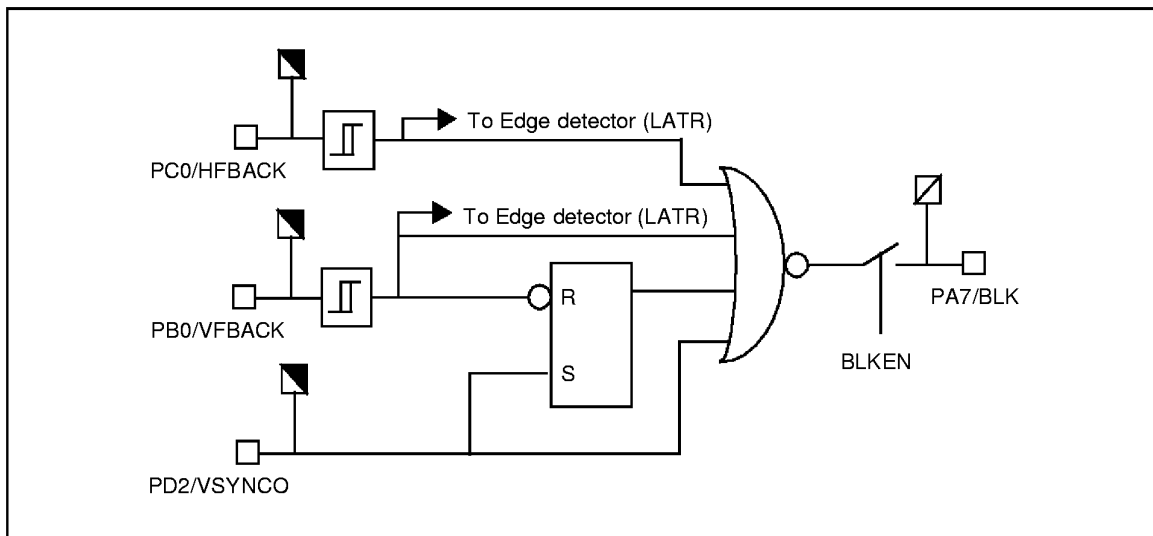 To Edge detector (LATR)
PC0/HFBACK
To Edge detector (LATR)
R
PB0/VFBACK
PA7/BLK
BLKEN
S
PD2/VSYNCO